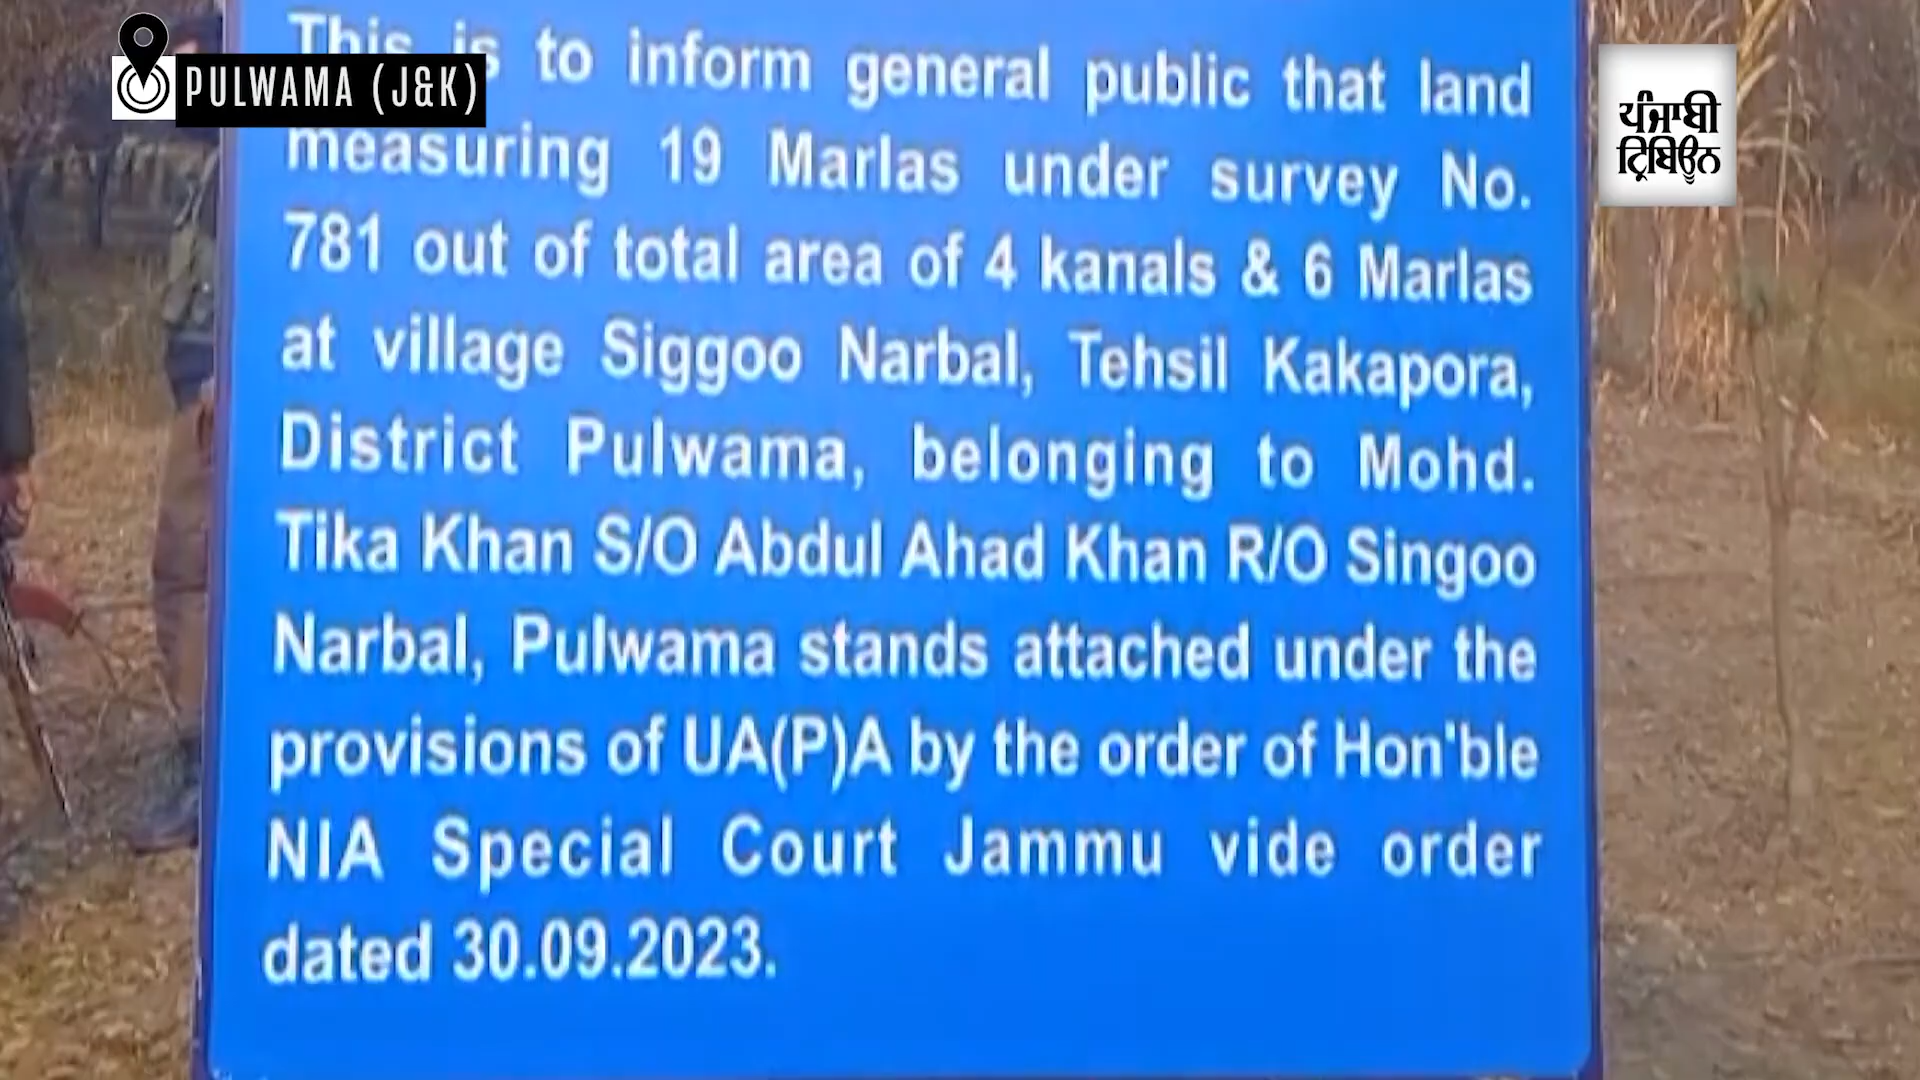 This is to inform general public that land
PULWAMA (J&K)
measuring 19 Marlas under survey No.
781 out of total area of 4 kanals & 6 Marlas
at village Siggoo Narbal, Tehsil Kakapora,
District Pulwama, belonging to Mohd.
Tika Khan S/O Abdul Ahad Khan R/O Singoo
Narbal, Pulwama stands attached under the
provisions of UA(P)A by the order of Hon'ble
NIA Special Court Jammu vide order
dated 30.09.2023.
ਪੰਜਾਬੀ
ਟ੍ਰਿਬਿਊਨ